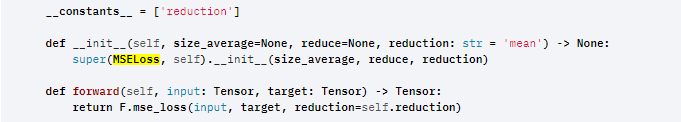 __constants__ = ['reduction']
def __init__(self, size_average=None, reduce=None, reduction: str = 'mean') -> None:
super(MSELoss, self).__init__(size_average, reduce, reduction)
def forward(self, input: Tensor, target: Tensor) -> Tensor:
return F.mse_loss(input, target, reduction=self.reduction)